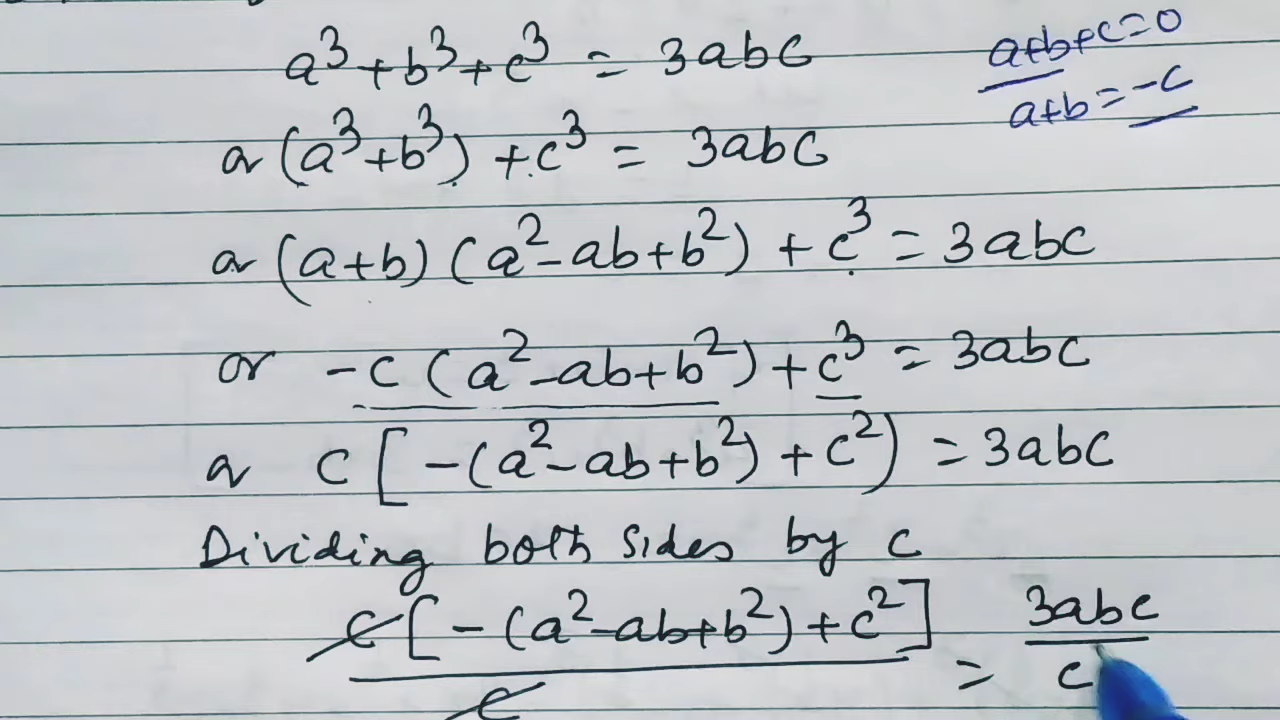 a³+b³+c³ = 3abc
a+b+c=0
a+b=-c
or (a³+b³)+c³ = 3abc
or (a+b)(a²-ab+b²)+c³=3abc
or -c(a²-ab+b²)+c³=3abc
or c[-(a²-ab+b²)+c²)=3abc
Dividing both sides by c
c[-(a²-ab+b²)+c²]/c = 3abc/c